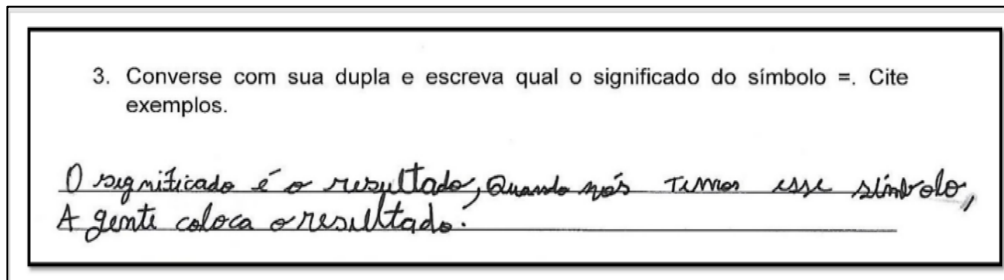 3. Converse com sua dupla e escreva qual o significado do símbolo =. Cite
exemplos.
O significado é o resultado, Quando nós temos esse símbolo,
A gente coloca o resultado.